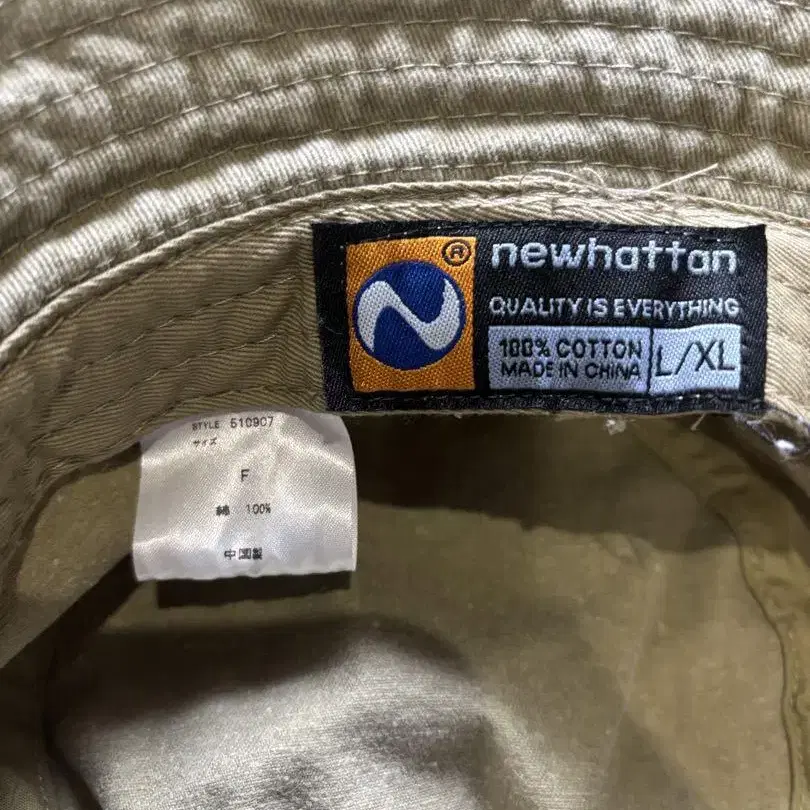 ® newhattan
QUALITY IS EVERYTHING
100% COTTON
MADE IN CHINA
L/XL
STYLE 510907
サイズ
F
綿 100%
中国製